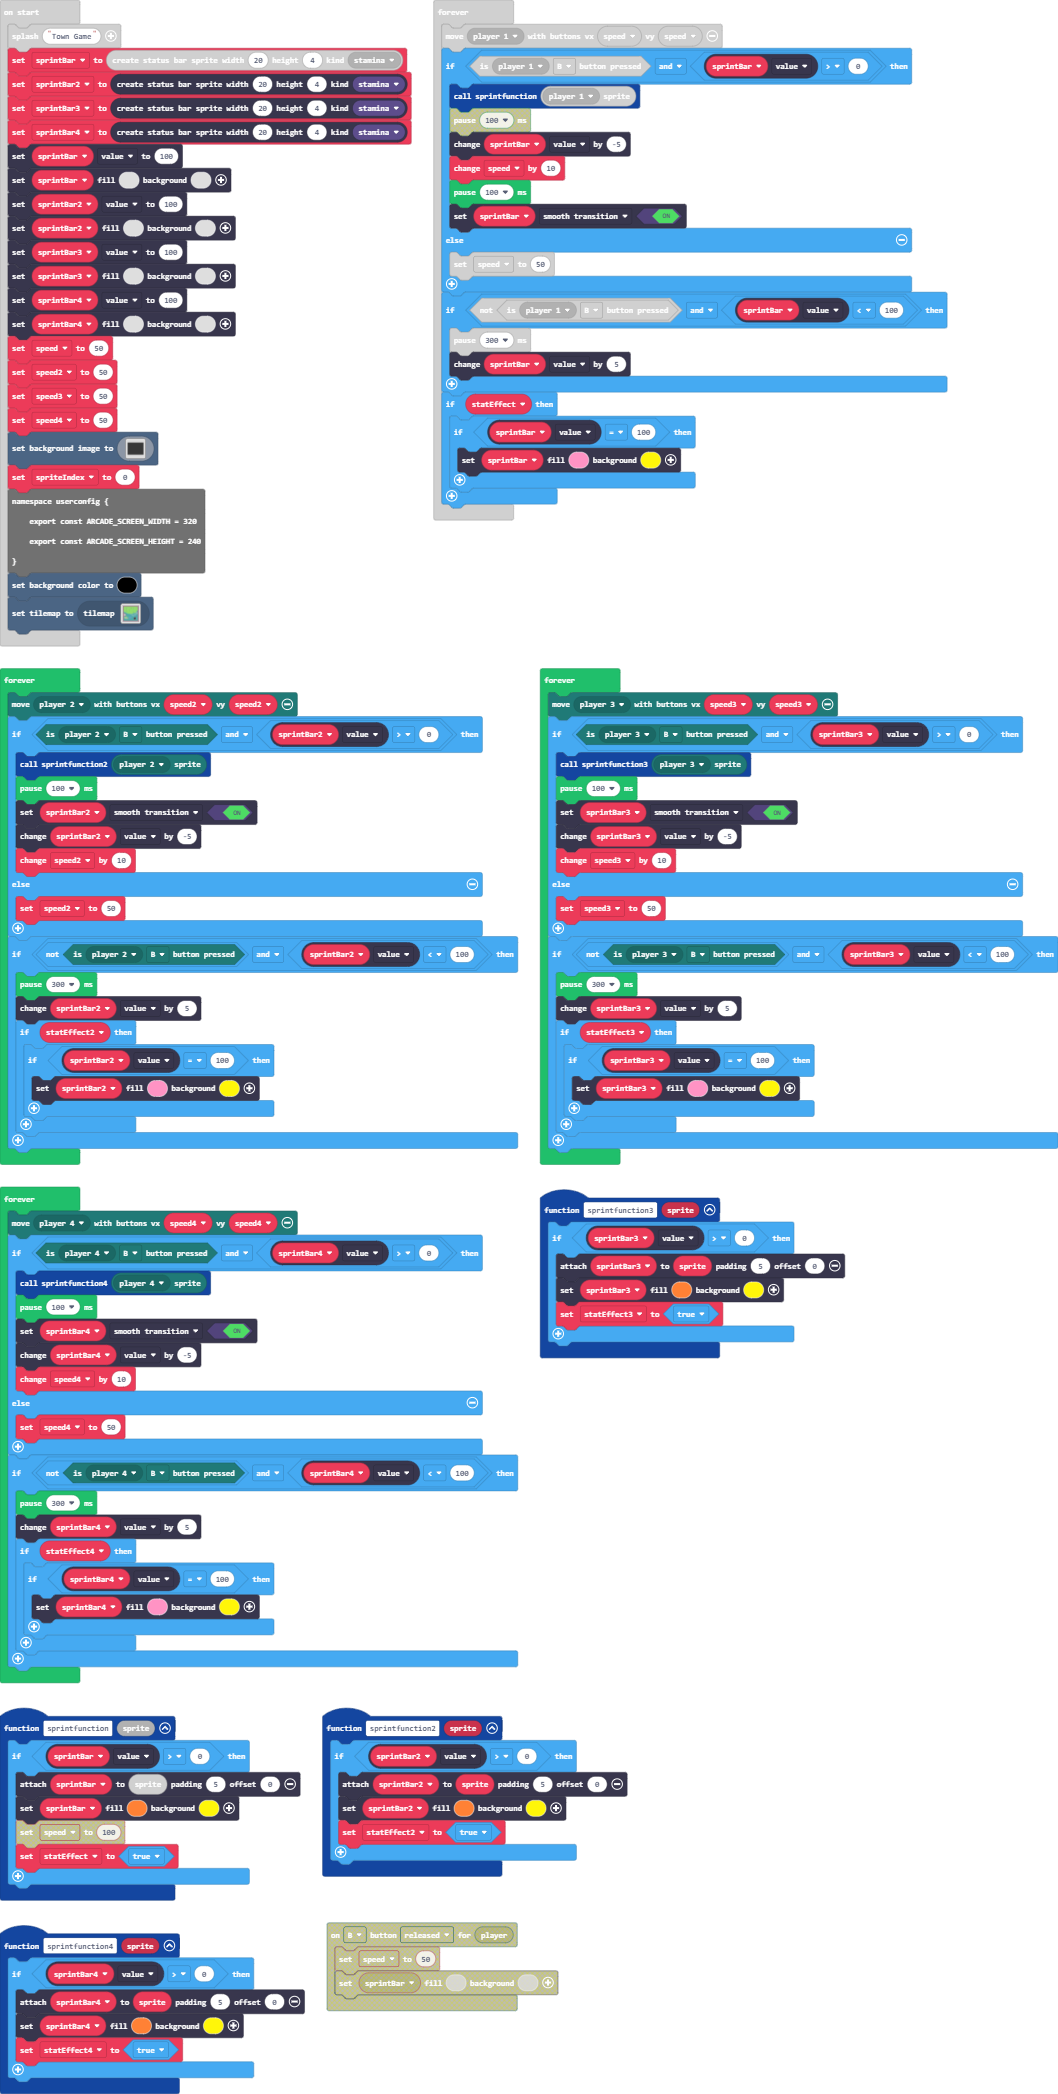 on start
splash "Town Game"
set sprintBar to create status bar sprite width 20 height 4 kind stamina
set sprintBar2 to create status bar sprite width 20 height 4 kind stamina
set sprintBar3 to create status bar sprite width 20 height 4 kind stamina
set sprintBar4 to create status bar sprite width 20 height 4 kind stamina
set sprintBar value to 100
set sprintBar fill background
set sprintBar2 value to 100
set sprintBar2 fill background
set sprintBar3 value to 100
set sprintBar3 fill background
set sprintBar4 value to 100
set sprintBar4 fill background
set speed to 50
set speed2 to 50
set speed3 to 50
set speed4 to 50
set background image to
set spriteIndex to 0
namespace userconfig {
export const ARCADE_SCREEN_WIDTH = 320
export const ARCADE_SCREEN_HEIGHT = 240
}
set background color to
set tilemap to tilemap
forever
move player 1 with buttons vx speed vy speed
if is player 1 B button pressed and sprintBar value > 0 then
call sprintfunction player 1 sprite
pause 100 ms
change sprintBar value by -5
change speed by 10
pause 100 ms
set sprintBar smooth transition ON
else
set speed to 50
if not is player 1 B button pressed and sprintBar value < 100 then
pause 300 ms
change sprintBar value by 5
if statEffect then
if sprintBar value = 100 then
set sprintBar fill background
forever
move player 2 with buttons vx speed2 vy speed2
if is player 2 B button pressed and sprintBar2 value > 0 then
call sprintfunction2 player 2 sprite
pause 100 ms
set sprintBar2 smooth transition ON
change sprintBar2 value by -5
change speed2 by 10
else
set speed2 to 50
if not is player 2 B button pressed and sprintBar2 value < 100 then
pause 300 ms
change sprintBar2 value by 5
if statEffect2 then
if sprintBar2 value = 100 then
set sprintBar2 fill background
forever
move player 3 with buttons vx speed3 vy speed3
if is player 3 B button pressed and sprintBar3 value > 0 then
call sprintfunction3 player 3 sprite
pause 100 ms
set sprintBar3 smooth transition ON
change sprintBar3 value by -5
change speed3 by 10
else
set speed3 to 50
if not is player 3 B button pressed and sprintBar3 value < 100 then
pause 300 ms
change sprintBar3 value by 5
if statEffect3 then
if sprintBar3 value = 100 then
set sprintBar3 fill background
forever
move player 4 with buttons vx speed4 vy speed4
if is player 4 B button pressed and sprintBar4 value > 0 then
call sprintfunction4 player 4 sprite
pause 100 ms
set sprintBar4 smooth transition ON
change sprintBar4 value by -5
change speed4 by 10
else
set speed4 to 50
if not is player 4 B button pressed and sprintBar4 value < 100 then
pause 300 ms
change sprintBar4 value by 5
if statEffect4 then
if sprintBar4 value = 100 then
set sprintBar4 fill background
function sprintfunction3 sprite
if sprintBar3 value > 0 then
attach sprintBar3 to sprite padding 5 offset 0
set sprintBar3 fill background
set statEffect3 to true
function sprintfunction sprite
if sprintBar value > 0 then
attach sprintBar to sprite padding 5 offset 0
set sprintBar fill background
set speed to 100
set statEffect to true
function sprintfunction2 sprite
if sprintBar2 value > 0 then
attach sprintBar2 to sprite padding 5 offset 0
set sprintBar2 fill background
set statEffect2 to true
function sprintfunction4 sprite
if sprintBar4 value > 0 then
attach sprintBar4 to sprite padding 5 offset 0
set sprintBar4 fill background
set statEffect4 to true
on B button released for player
set speed to 50
set sprintBar fill background